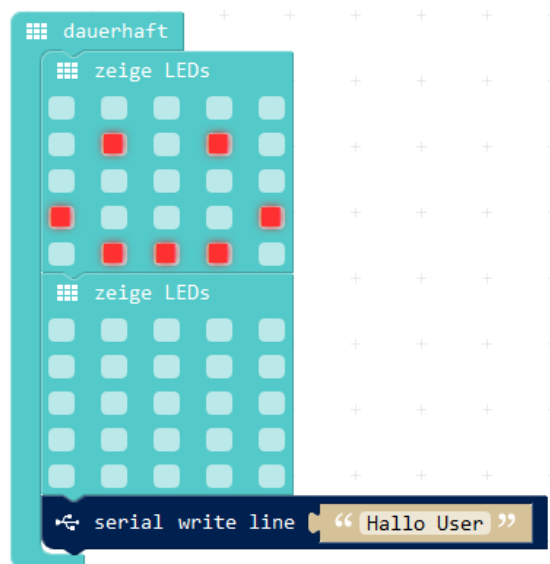 dauerhaft
zeige LEDs
zeige LEDs
serial write line “ Hallo User ”